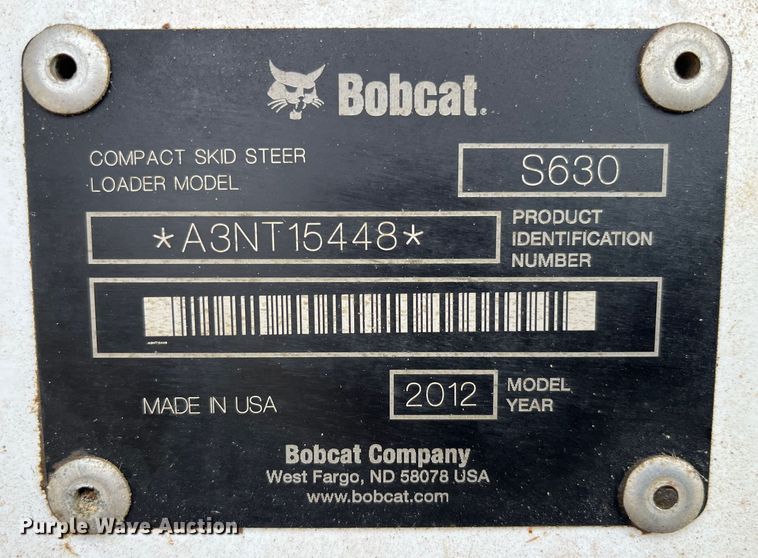 Bobcat
COMPACT SKID STEER
LOADER MODEL
S630
*A3NT15448*
PRODUCT
IDENTIFICATION
NUMBER
MADE IN USA
2012
MODEL
YEAR
Bobcat Company
West Fargo, ND 58078 USA
www.bobcat.com
Purple Wave Auction